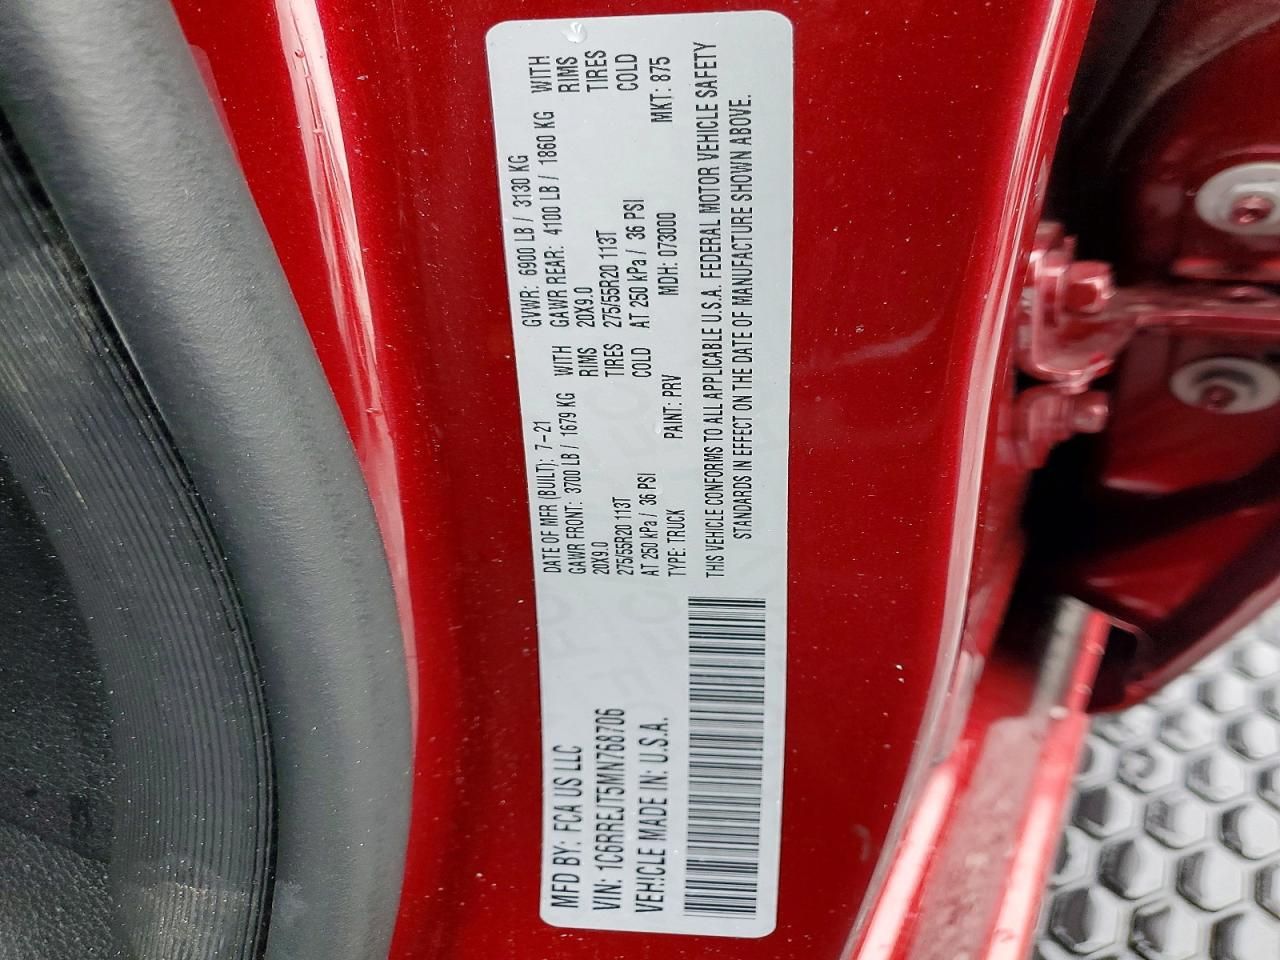 MFD BY: FCA US LLC
VIN: 1C6RREJT5MN768706
VEHICLE MADE IN: U.S.A.
DATE OF MFR (BUILT): 7-21 GVWR: 6900 LB / 3130 KG
GAWR FRONT: 3700 LB / 1679 KG WITH GAWR REAR: 4100 LB / 1860 KG WITH
20X9.0 RIMS 20X9.0 RIMS
275/55R20 113T TIRES 275/55R20 113T TIRES
AT 250 kPa / 36 PSI COLD AT 250 kPa / 36 PSI COLD
TYPE: TRUCK PAINT: PRV MDH: 073000 MKT: 875
THIS VEHICLE CONFORMS TO ALL APPLICABLE U.S.A. FEDERAL MOTOR VEHICLE SAFETY
STANDARDS IN EFFECT ON THE DATE OF MANUFACTURE SHOWN ABOVE.